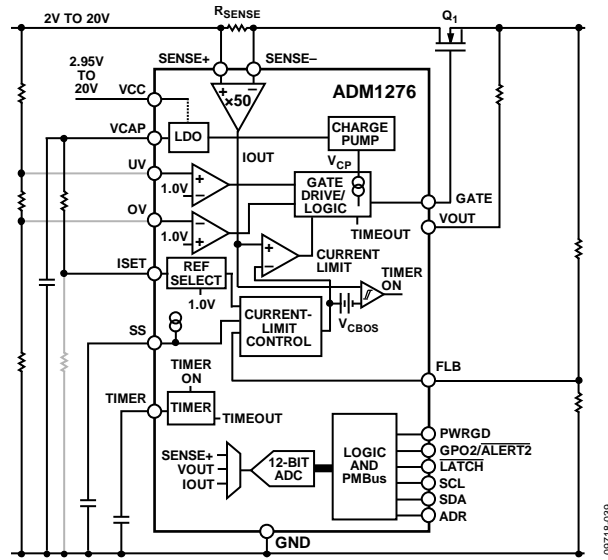 2V TO 20V
RSENSE
Q1
SENSE+
SENSE–
2.95V
TO
20V
VCC
ADM1276
+ –
×50
VCAP
LDO
CHARGE
PUMP
IOUT
VCP
UV
+
1.0V
–
GATE
DRIVE/
LOGIC
GATE
VOUT
OV
–
1.0V
+
TIMEOUT
+
–
CURRENT
LIMIT
ISET
REF
SELECT
1.0V
TIMER
ON
VCBOS
CURRENT-
LIMIT
CONTROL
SS
FLB
TIMER
ON
TIMER
TIMER
TIMEOUT
SENSE+
VOUT
IOUT
12-BIT
ADC
LOGIC
AND
PMBus
PWRGD
GPO2/ALERT2
LATCH
SCL
SDA
ADR
GND
09718-039